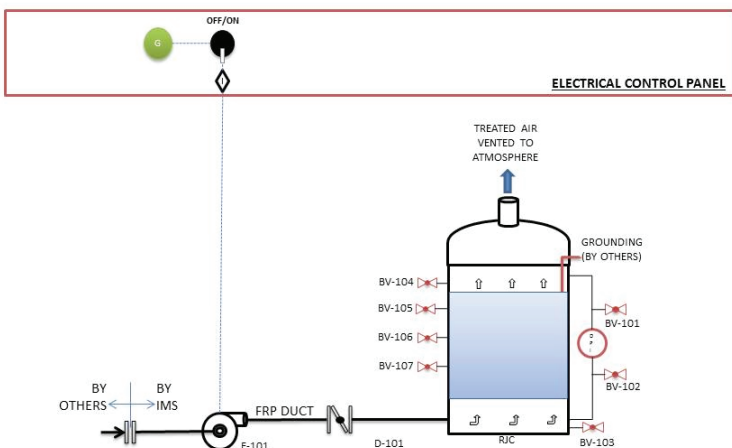 OFF/ON
G
ELECTRICAL CONTROL PANEL
TREATED AIR
VENTED TO
ATMOSPHERE
GROUNDING
(BY OTHERS)
BV-104
BV-105
BV-101
BV-106
BV-107
BV-102
BY
OTHERS
BY
IMS
FRP DUCT
F-101
D-101
RJC
BV-103